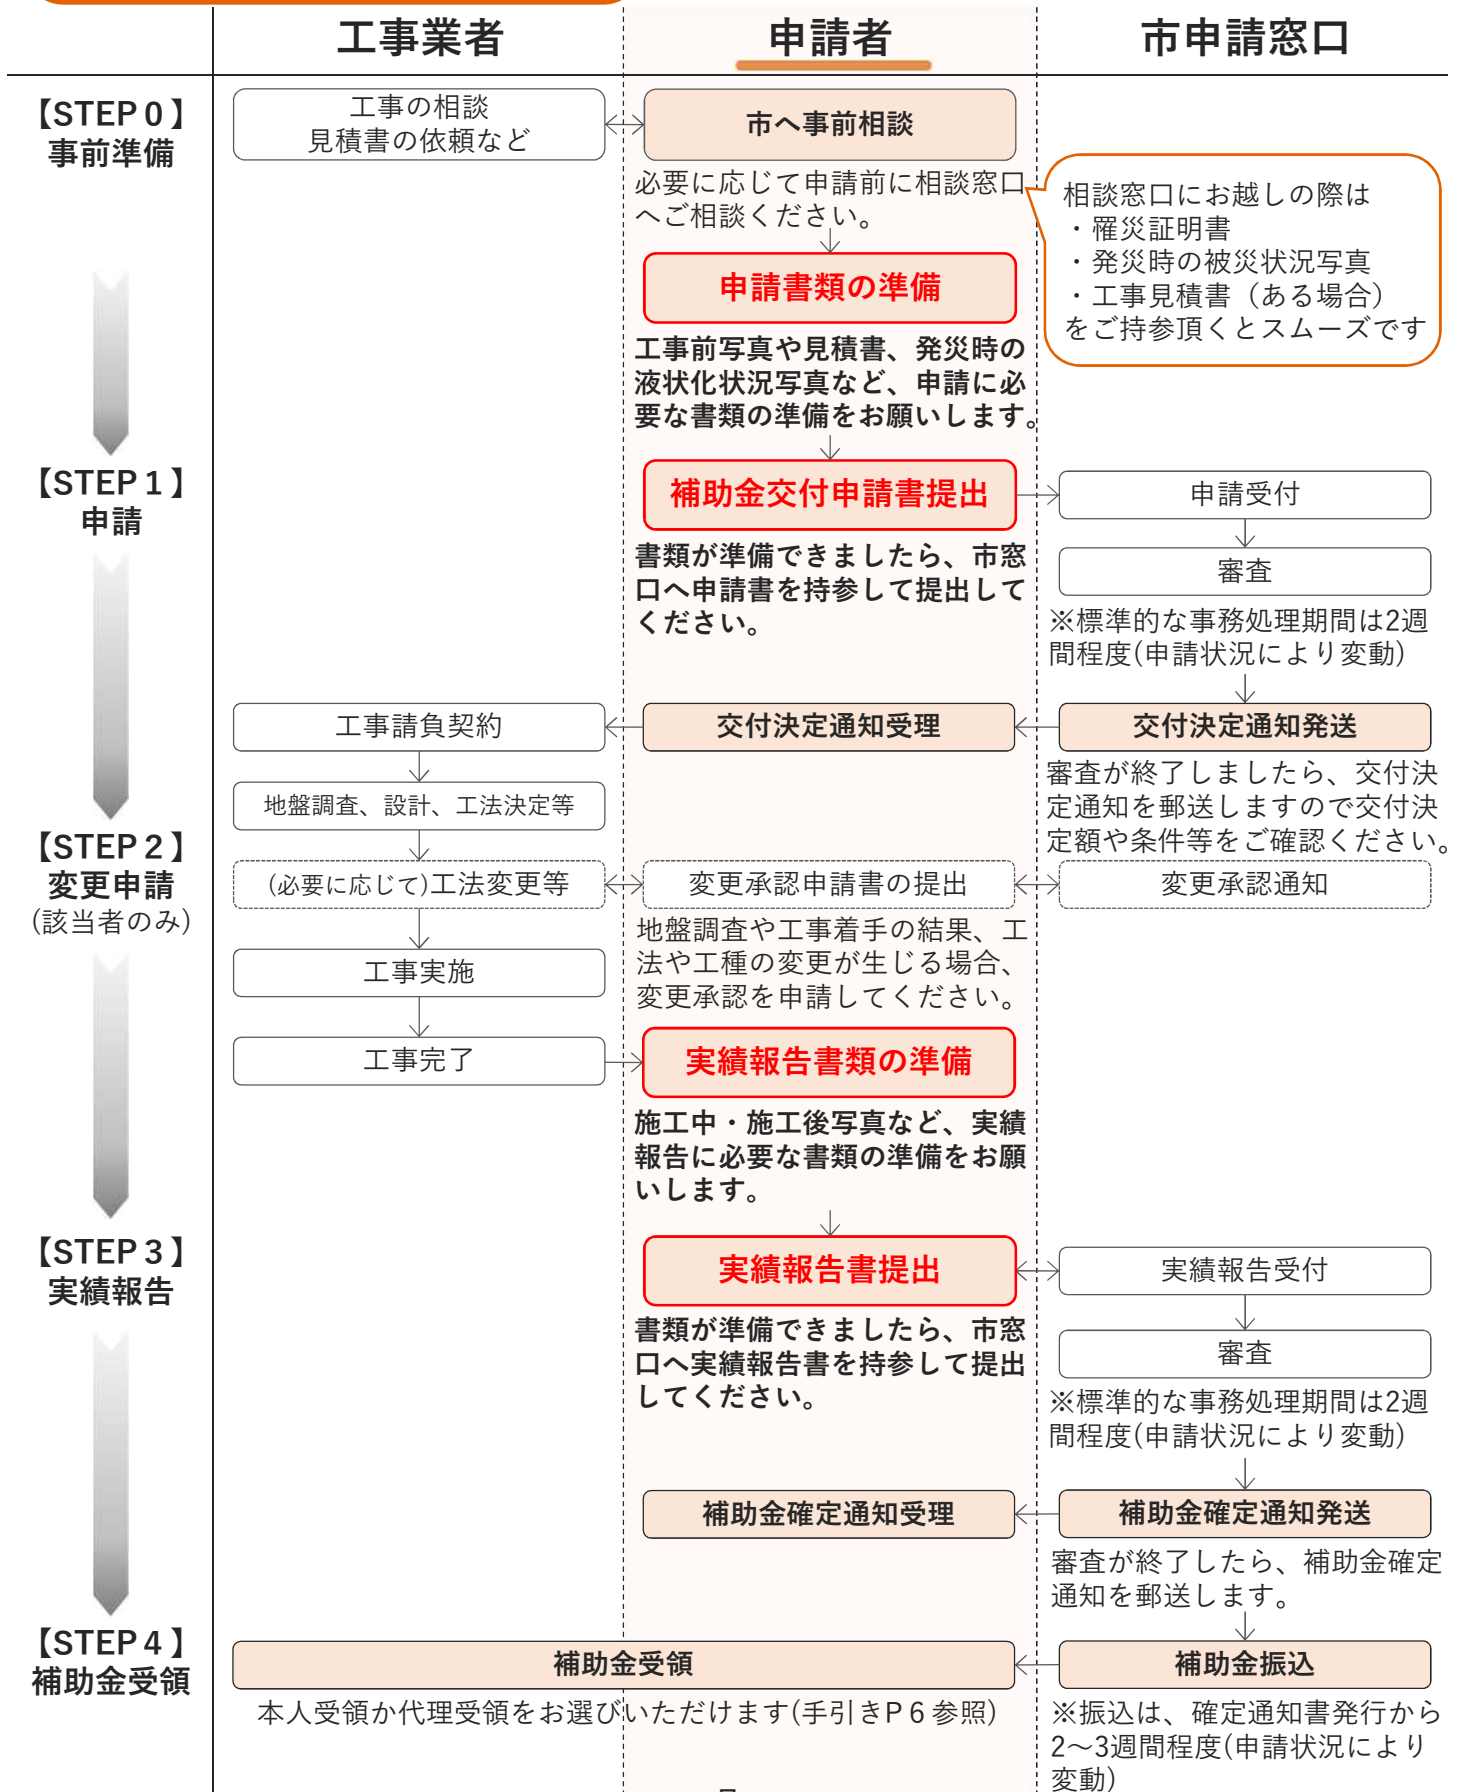 工事業者
申請者
市申請窓口
【STEP０】
事前準備
工事の相談
見積書の依頼など
市へ事前相談
必要に応じて申請前に相談窓口
へご相談ください。
相談窓口にお越しの際は
・罹災証明書
・発災時の被災状況写真
・工事見積書（ある場合）
をご持参頂くとスムーズです
申請書類の準備
工事前写真や見積書、発災時の
液状化状況写真など、申請に必
要な書類の準備をお願いします。
【STEP１】
申請
補助金交付申請書提出
書類が準備できましたら、市窓
口へ申請書を持参して提出して
ください。
申請受付
審査
※標準的な事務処理期間は2週
間程度(申請状況により変動)
工事請負契約
交付決定通知受理
交付決定通知発送
審査が終了しましたら、交付決
定通知を郵送しますので交付決
定額や条件等をご確認ください。
地盤調査、設計、工法決定等
【STEP２】
変更申請
(該当者のみ)
(必要に応じて)工法変更等
変更承認申請書の提出
変更承認通知
地盤調査や工事着手の結果、工
法や工種の変更が生じる場合、
変更承認を申請してください。
工事実施
工事完了
実績報告書類の準備
施工中・施工後写真など、実績
報告に必要な書類の準備をお願
いします。
【STEP３】
実績報告
実績報告書提出
書類が準備できましたら、市窓
口へ実績報告書を持参して提出
してください。
実績報告受付
審査
※標準的な事務処理期間は2週
間程度(申請状況により変動)
補助金確定通知受理
補助金確定通知発送
審査が終了したら、補助金確定
通知を郵送します。
【STEP４】
補助金受領
補助金受領
本人受領か代理受領をお選びいただけます(手引きP６参照)
補助金振込
※振込は、確定通知書発行から
2～3週間程度(申請状況により
変動)